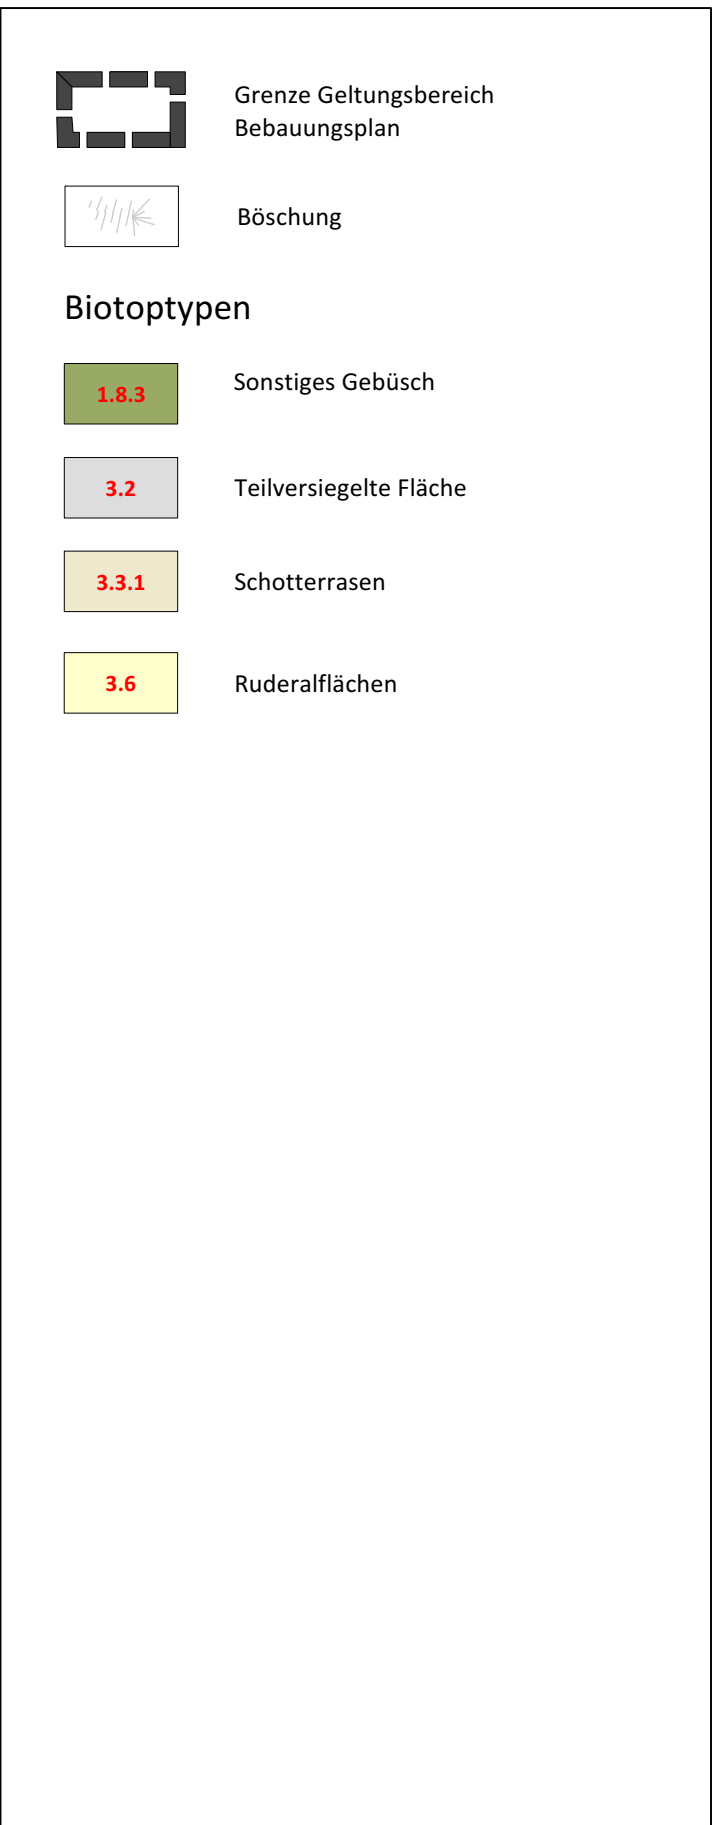 Grenze Geltungsbereich
Bebauungsplan
Böschung
Biotoptypen
1.8.3 Sonstiges Gebüsch
3.2 Teilversiegelte Fläche
3.3.1 Schotterrasen
3.6 Ruderalflächen